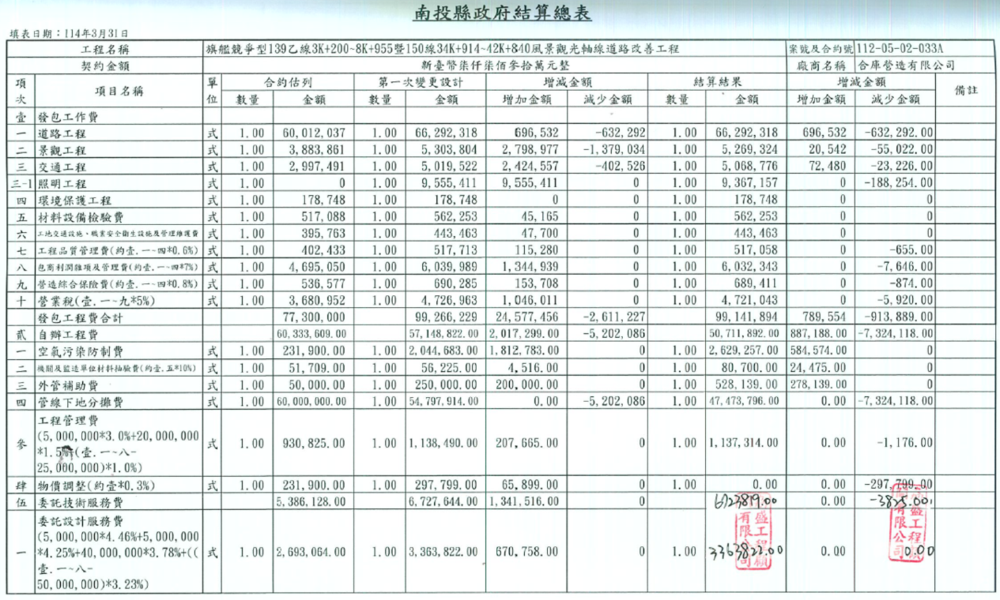 南投縣政府結算總表
填表日期：114年3月31日
工程名稱 旗艦競爭型139乙線3K+200~8K+955暨150線34K+914~42K+840風景觀光軸線道路改善工程 案號及合約號 112-05-02-033A
契約金額 新臺幣柒仟柒佰參拾萬元整 廠商名稱 合庫營造有限公司
項次 項目名稱 單位 合約估列 第一次變更設計 增減金額 結算結果 增減金額 備註
數量 金額 數量 金額 增加金額 減少金額 數量 金額 增加金額 減少金額
壹 發包工作費
一 道路工程 式 1.00 60,012,037 1.00 66,292,318 696,532 -632,292 1.00 66,292,318 696,532 -632,292.00
二 景觀工程 式 1.00 3,883,861 1.00 5,303,804 2,798,977 -1,379,034 1.00 5,269,324 20,542 -55,022.00
三 交通工程 式 1.00 2,997,491 1.00 5,019,522 2,424,557 -402,526 1.00 5,068,776 72,480 -23,226.00
三-1 照明工程 式 1.00 0 1.00 9,555,411 9,555,411 0 1.00 9,367,157 0 -188,254.00
四 環境保護工程 式 1.00 178,748 1.00 178,748 0 0 1.00 178,748 0 0
五 材料設備檢驗費 式 1.00 517,088 1.00 562,253 45,165 0 1.00 562,253 0 0
六 工地交通設施、職業安全衛生設施及管理維護費 式 1.00 395,763 1.00 443,463 47,700 0 1.00 443,463 0 0
七 工程品質管理費(約壹.一~四*0.6%) 式 1.00 402,433 1.00 517,713 115,280 0 1.00 517,058 0 -655.00
八 包商利潤雜項及管理費(約壹.一~四*7%) 式 1.00 4,695,050 1.00 6,039,989 1,344,939 0 1.00 6,032,343 0 -7,646.00
九 營造綜合保險費(約壹.一~四*0.8%) 式 1.00 536,577 1.00 690,285 153,708 0 1.00 689,411 0 -874.00
十 營業稅(壹.一~九*5%) 式 1.00 3,680,952 1.00 4,726,963 1,046,011 0 1.00 4,721,043 0 -5,920.00
發包工程費合計 77,300,000 99,266,229 24,577,456 -2,611,227 99,141,894 789,554 -913,889.00
貳 自辦工程費 60,333,609.00 57,148,822.00 2,017,299.00 -5,202,086 50,711,892.00 887,188.00 -7,324,118.00
一 空氣污染防制費 式 1.00 231,900.00 1.00 2,044,683.00 1,812,783.00 0 1.00 2,629,257.00 584,574.00 0
二 機關及監造單位材料抽驗費(約壹.五*10%) 式 1.00 51,709.00 1.00 56,225.00 4,516.00 0 1.00 80,700.00 24,475.00 0
三 外管補助費 式 1.00 50,000.00 1.00 250,000.00 200,000.00 0 1.00 528,139.00 278,139.00 0
四 管線下地分攤費 式 1.00 60,000,000.00 1.00 54,797,914.00 0.00 -5,202,086 1.00 47,473,796.00 0.00 -7,324,118.00
工程管理費
(5,000,000*3.0%+20,000,000
參 *1.5%(壹.一~八- 式 1.00 930,825.00 1.00 1,138,490.00 207,665.00 0 1.00 1,137,314.00 0.00 -1,176.00
25,000,000)*1.0%)
肆 物價調整(約壹*0.3%) 式 1.00 231,900.00 1.00 297,799.00 65,899.00 0 1.00 0.00 0.00 -297,799.00
伍 委託技術服務費 5,386,128.00 6,727,644.00 1,341,516.00 0 6723819.00 0.00 -3825.00
委託設計服務費
(5,000,000*4.46%+5,000,000
一 *4.25%+40,000,000*3.78%+(( 式 1.00 2,693,064.00 1.00 3,363,822.00 670,758.00 0 1.00 3363822.00 0.00 0.00
壹.一~八-
50,000,000)*3.23%)